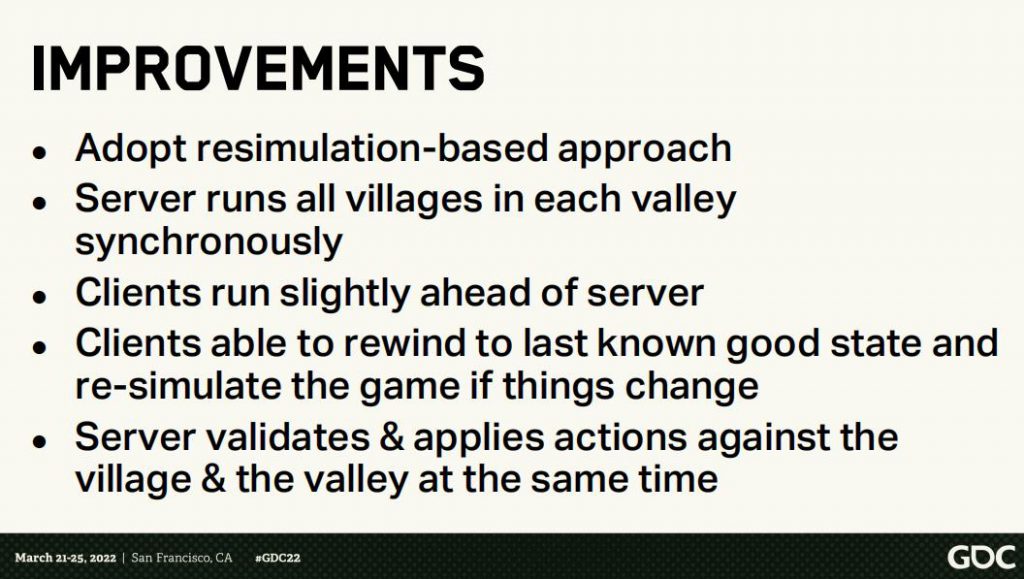 IMPROVEMENTS
● Adopt resimulation-based approach
● Server runs all villages in each valley
synchronously
● Clients run slightly ahead of server
● Clients able to rewind to last known good state and
re-simulate the game if things change
● Server validates & applies actions against the
village & the valley at the same time
March 21-25, 2022 | San Francisco, CA #GDC22
GDC